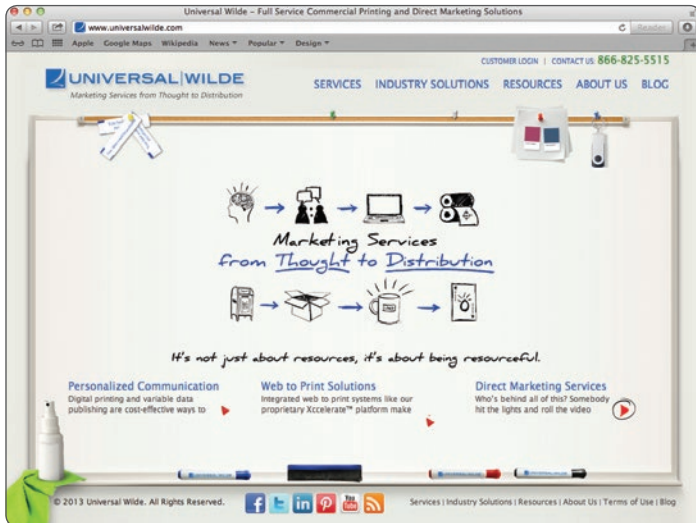 Universal Wilde – Full Service Commercial Printing and Direct Marketing Solutions
www.universalwilde.com
Reader
Apple Google Maps Wikipedia News Popular Design
CUSTOMER LOGIN | CONTACT US: 866-825-5515
UNIVERSAL|WILDE
Marketing Services from Thought to Distribution
SERVICES INDUSTRY SOLUTIONS RESOURCES ABOUT US BLOG
Marketing Services
from Thought to Distribution
It's not just about resources, it's about being resourceful.
Personalized Communication
Digital printing and variable data
publishing are cost-effective ways to
Web to Print Solutions
Integrated web to print systems like our
proprietary Xccelerate™ platform make
Direct Marketing Services
Who's behind all of this? Somebody
hit the lights and roll the video
© 2013 Universal Wilde. All Rights Reserved.
You Tube
Services | Industry Solutions | Resources | About Us | Terms of Use | Blog